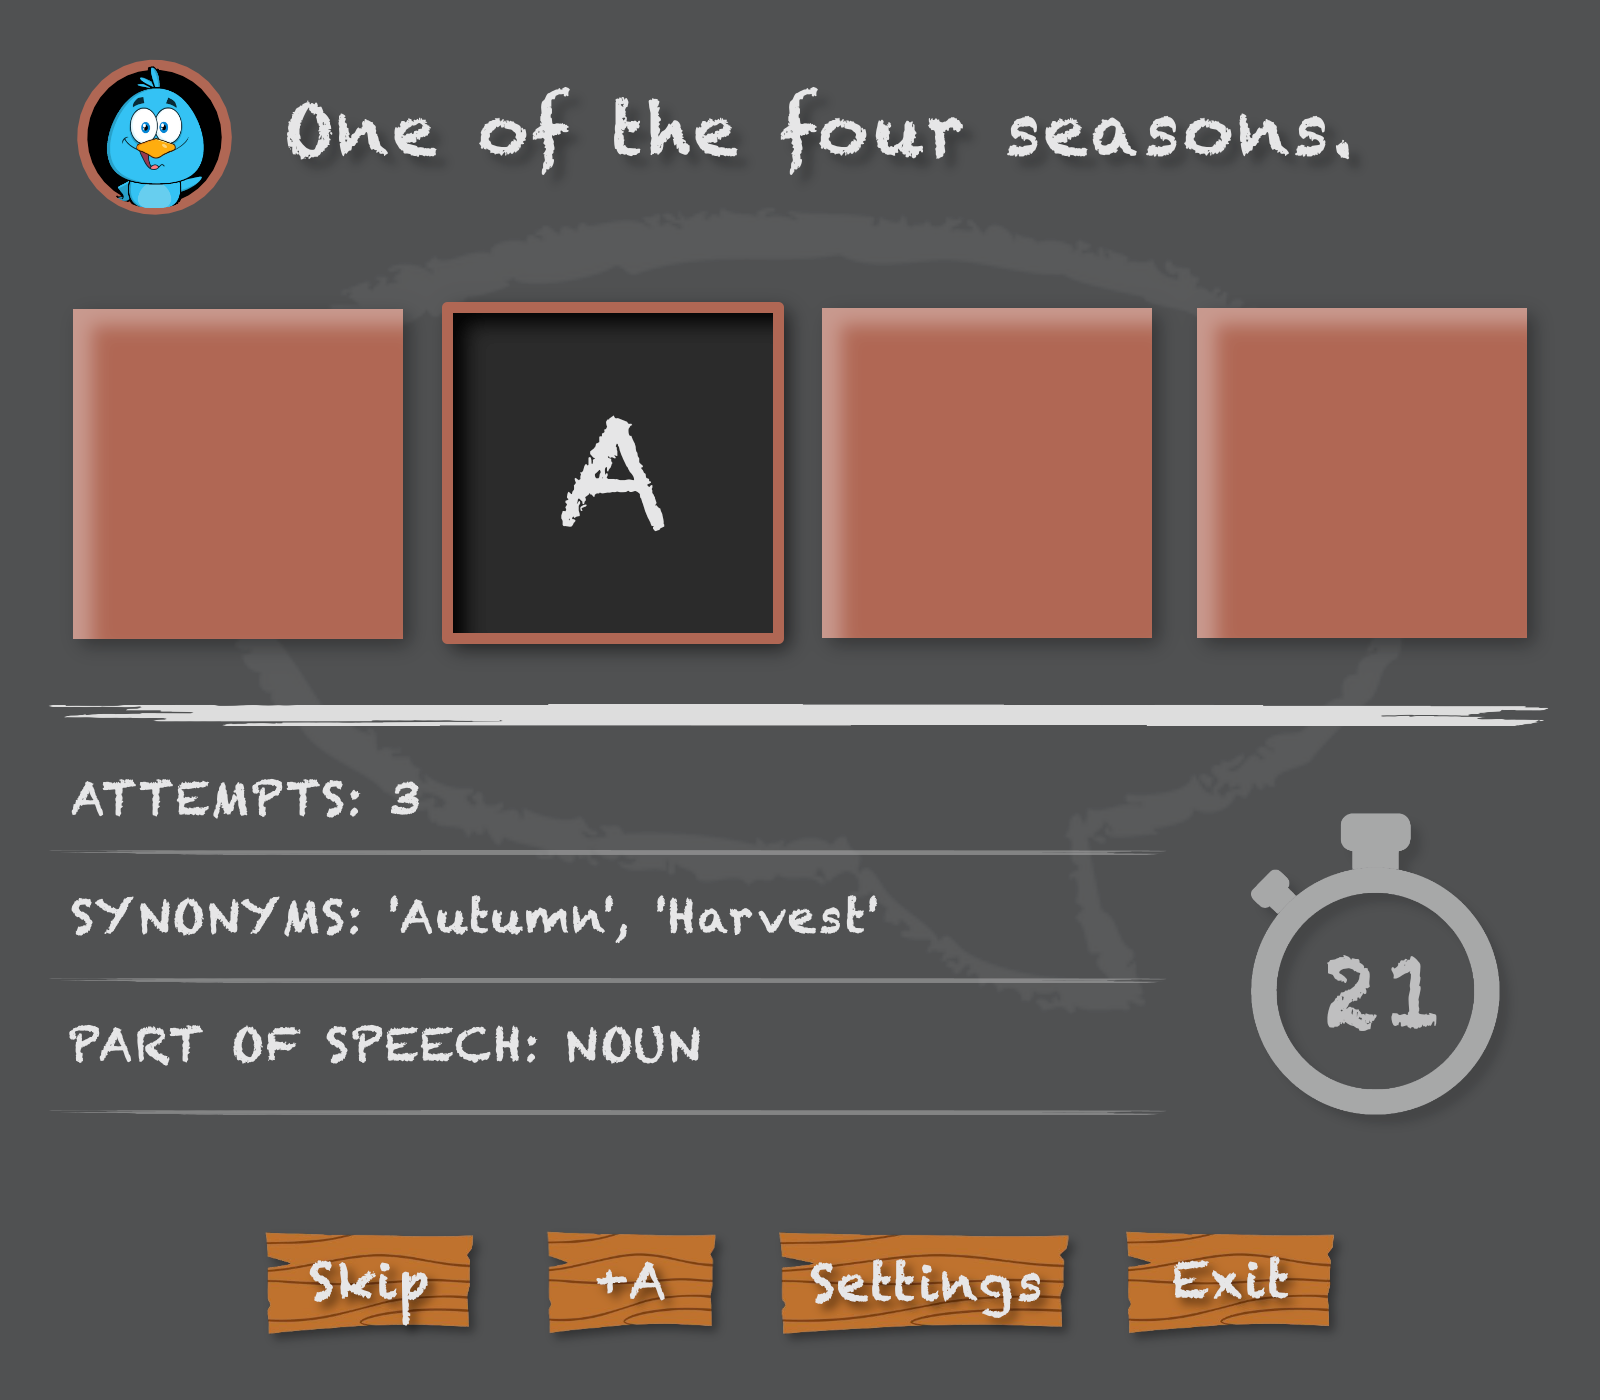 One of the four seasons.
A
ATTEMPTS: 3
SYNONYMS: 'Autumn', 'Harvest'
PART OF SPEECH: NOUN
21
Skip +A Settings Exit